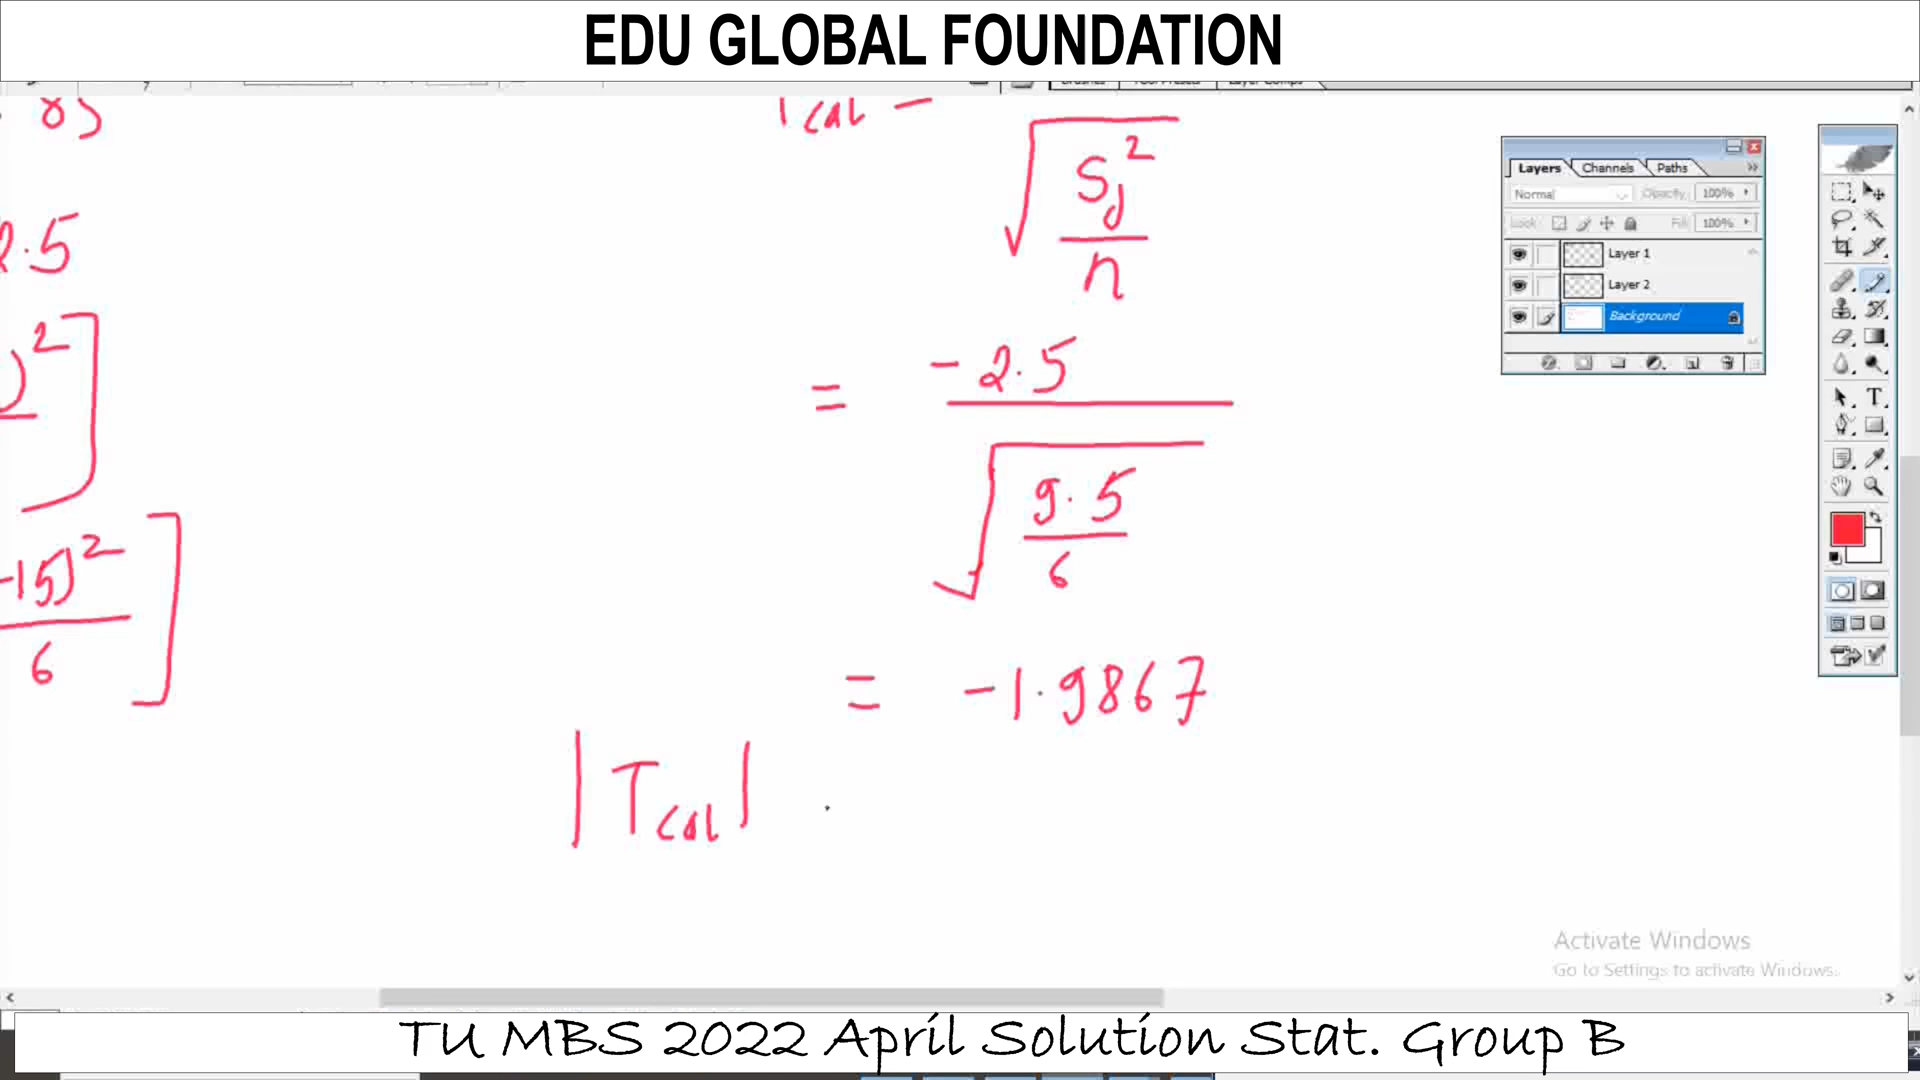 EDU GLOBAL FOUNDATION
Tcal =
√ Sd² / n
2.5
)² ]
= -2.5 / √ 9.5 / 6
-15)² / 6 ]
= -1.9867
|Tcal|
Layers Channels Paths
Normal Opacity: 100%
Lock: Fill: 100%
Layer 1
Layer 2
Background
Activate Windows
Go to Settings to activate Windows.
TU MBS 2022 April Solution Stat. Group B